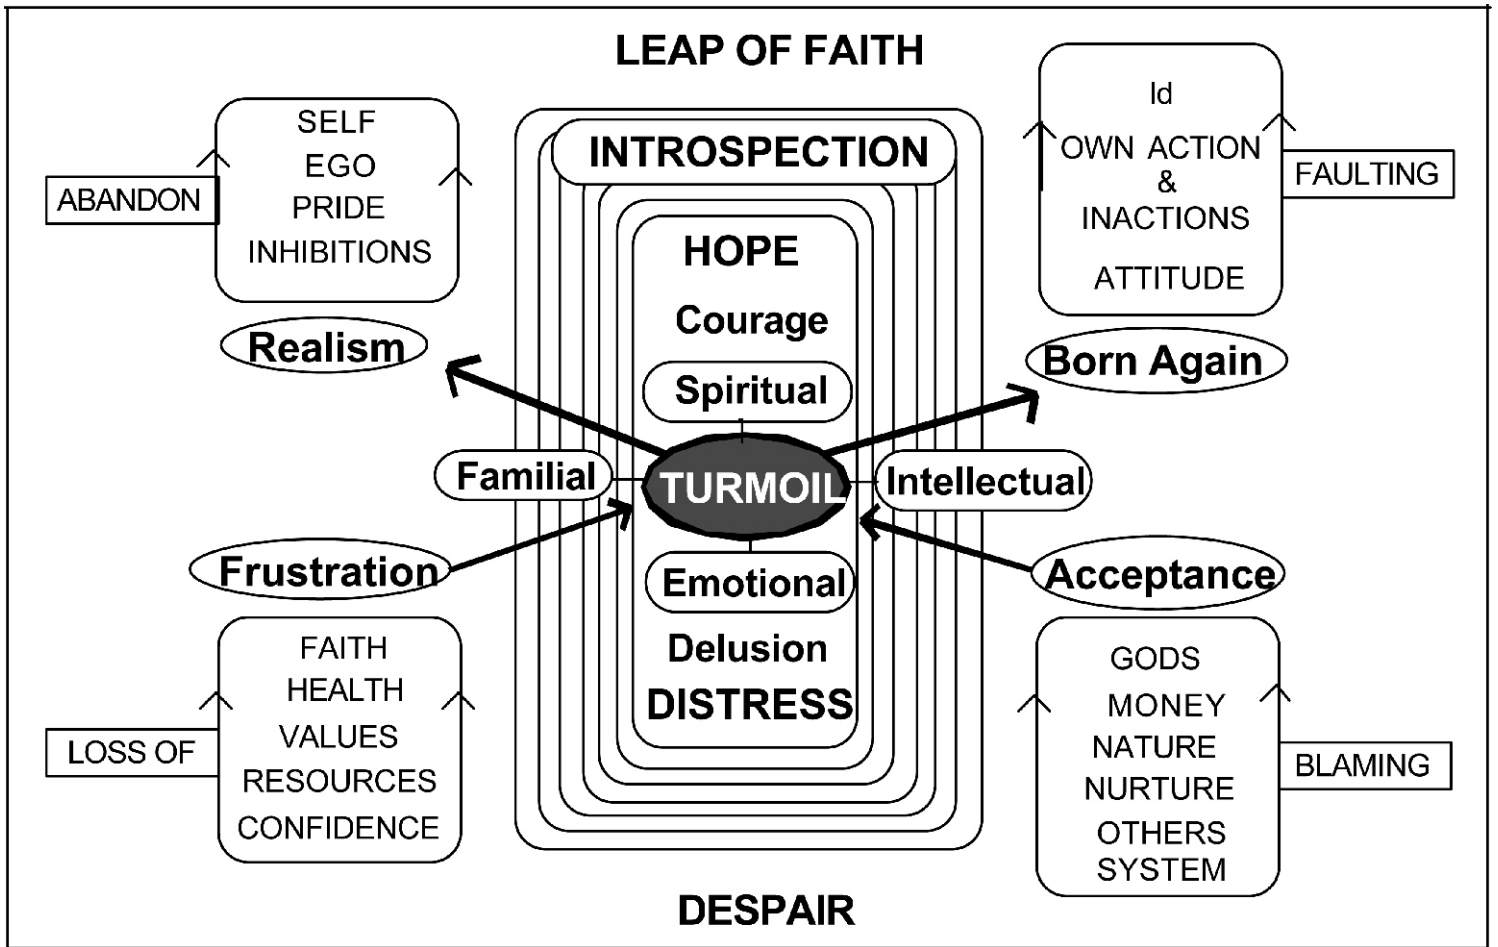 LEAP OF FAITH
SELF
EGO
PRIDE
INHIBITIONS
ABANDON
Realism
INTROSPECTION
HOPE
Courage
Spiritual
Id
OWN ACTION
&
INACTIONS
ATTITUDE
FAULTING
Born Again
Familial
TURMOIL
Intellectual
Frustration
Emotional
Acceptance
Delusion
DISTRESS
FAITH
HEALTH
VALUES
RESOURCES
CONFIDENCE
LOSS OF
GODS
MONEY
NATURE
NURTURE
OTHERS
SYSTEM
BLAMING
DESPAIR